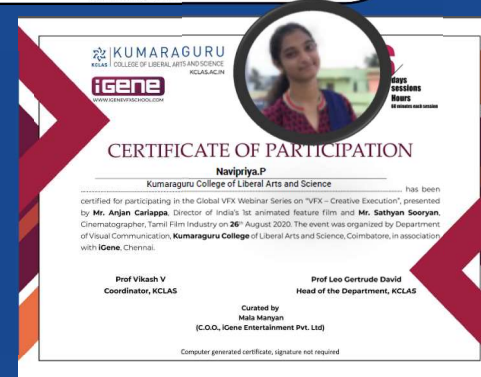 KUMARAGURU
KCLAS COLLEGE OF LIBERAL ARTS AND SCIENCE
KCLAS.AC.IN
iGene
WWW.IGENEVFXSCHOOL.COM
days
sessions
Hours
60 minutes each session
CERTIFICATE OF PARTICIPATION
Navipriya.P
Kumaraguru College of Liberal Arts and Science
has been
certified for participating in the Global VFX Webinar Series on "VFX – Creative Execution", presented
by Mr. Anjan Cariappa, Director of India's 1st animated feature film and Mr. Sathyan Sooryan,
Cinematographer, Tamil Film Industry on 26th August 2020. The event was organized by Department
of Visual Communication, Kumaraguru College of Liberal Arts and Science, Coimbatore, in association
with iGene, Chennai.
Prof Vikash V
Coordinator, KCLAS
Prof Leo Gertrude David
Head of the Department, KCLAS
Curated by
Mala Manyan
(C.O.O., iGene Entertainment Pvt. Ltd)
Computer generated certificate, signature not required